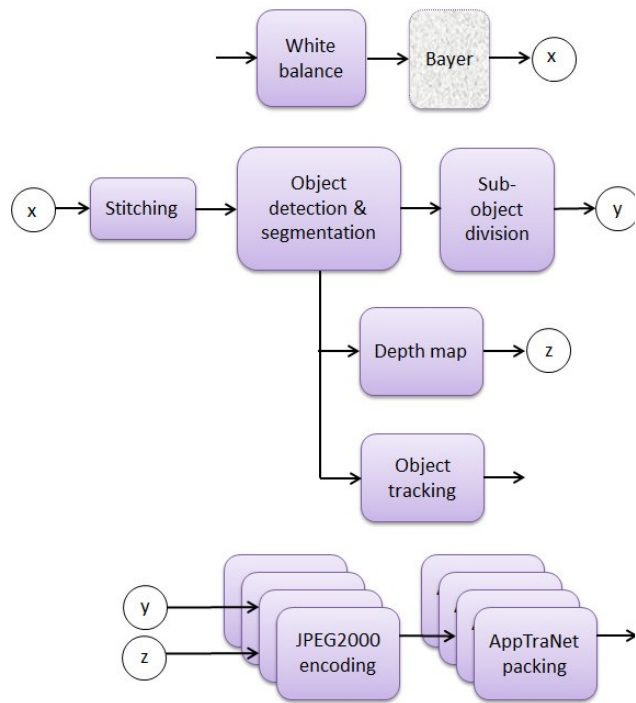 White
balance
Bayer
x
x
Stitching
Object
detection &
segmentation
Sub-
object
division
y
Depth map
z
Object
tracking
y
z
JPEG2000
encoding
AppTraNet
packing